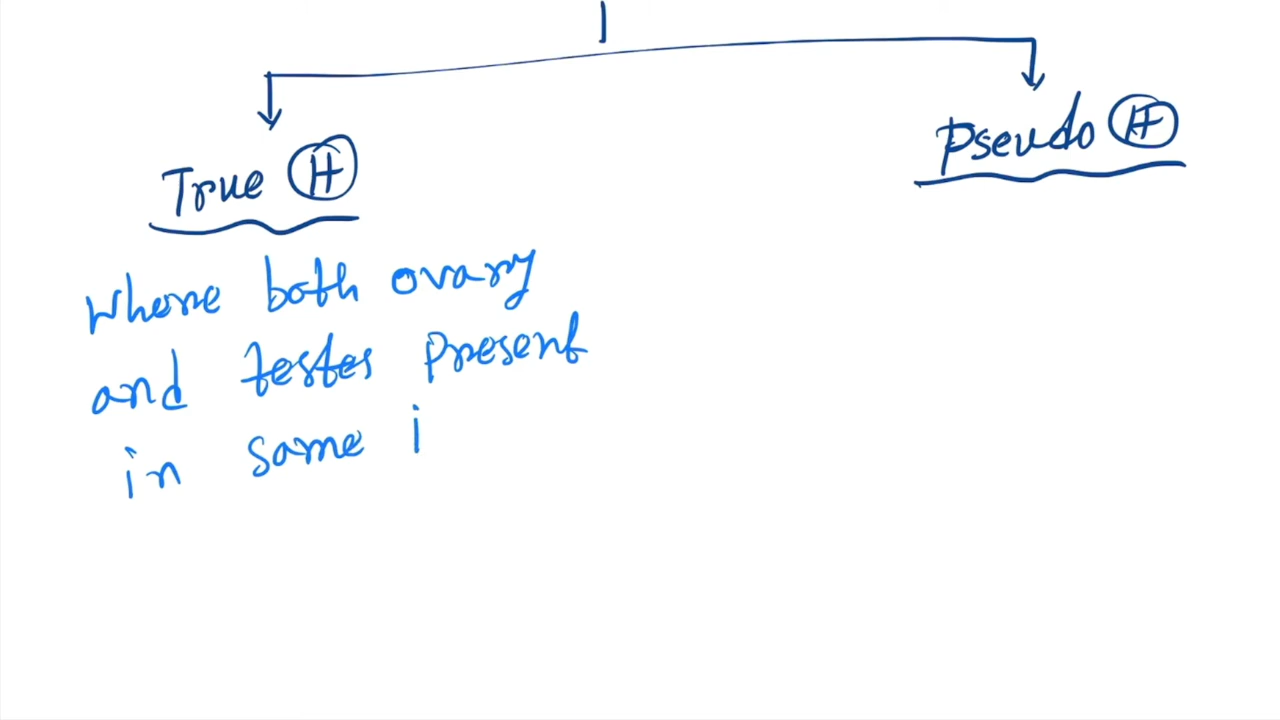 True H
Pseudo H
Where both ovary
and testes present
in same i